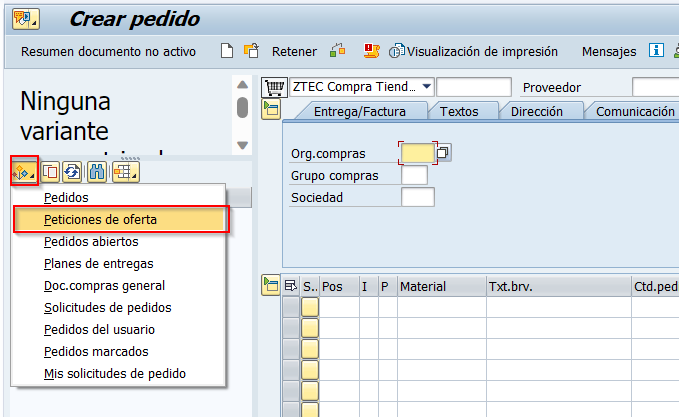 Crear pedido
Resumen documento no activo
Retener
Visualización de impresión
Mensajes
Ninguna
variante
ZTEC Compra Tiend...
Proveedor
Entrega/Factura
Textos
Dirección
Comunicación
Org.compras
Grupo compras
Sociedad
Pedidos
Peticiones de oferta
Pedidos abiertos
Planes de entregas
Doc.compras general
Solicitudes de pedidos
Pedidos del usuario
Pedidos marcados
Mis solicitudes de pedido
S.. Pos I P Material Txt.brv. Ctd.ped